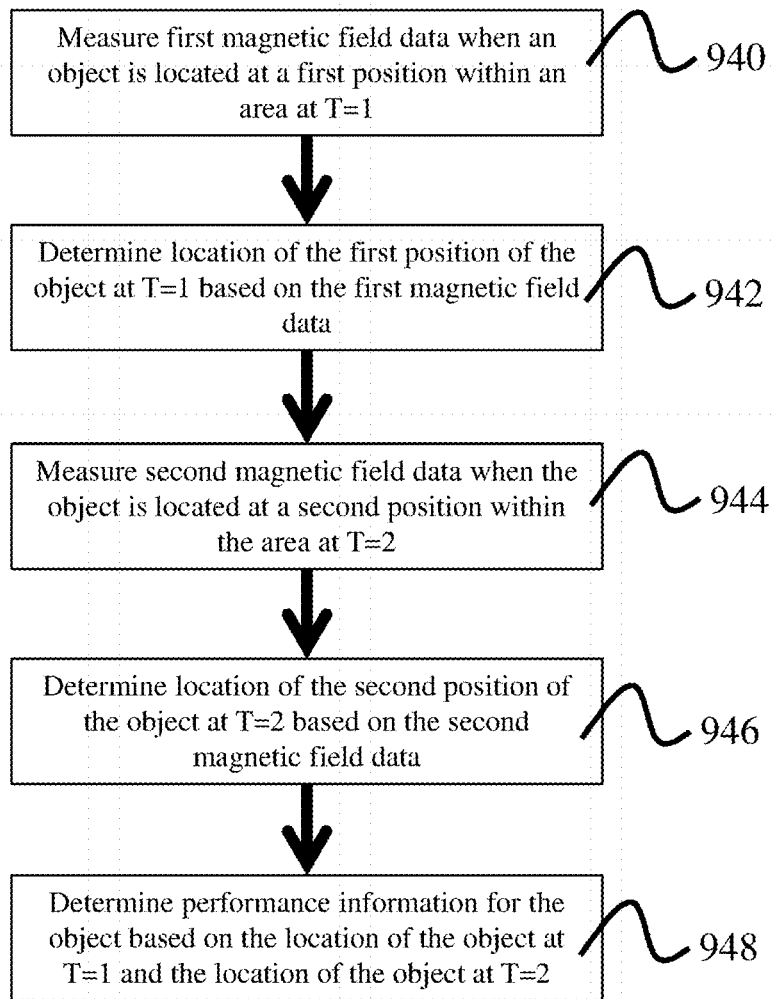 Measure first magnetic field data when an
object is located at a first position within an
area at T=1
940
Determine location of the first position of the
object at T=1 based on the first magnetic field
data
942
Measure second magnetic field data when the
object is located at a second position within
the area at T=2
944
Determine location of the second position of
the object at T=2 based on the second
magnetic field data
946
Determine performance information for the
object based on the location of the object at
T=1 and the location of the object at T=2
948